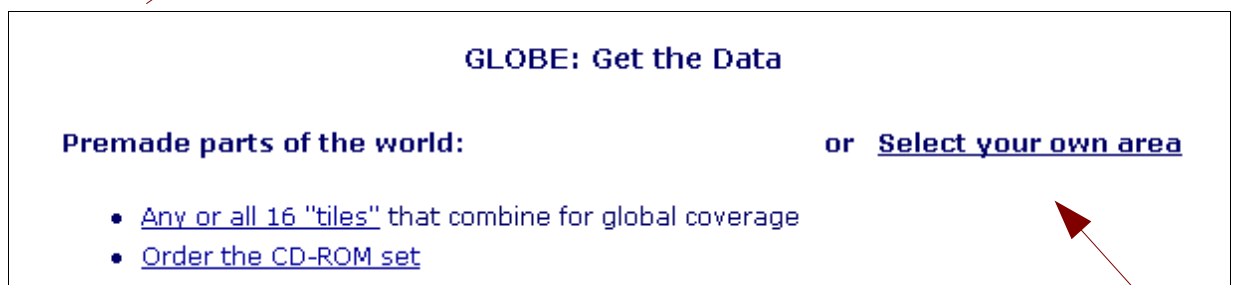 GLOBE: Get the Data
Premade parts of the world: or Select your own area
• Any or all 16 "tiles" that combine for global coverage
• Order the CD-ROM set